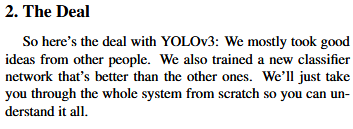 2. The Deal
So here's the deal with YOLOv3: We mostly took good
ideas from other people. We also trained a new classifier
network that's better than the other ones. We'll just take
you through the whole system from scratch so you can un-
derstand it all.